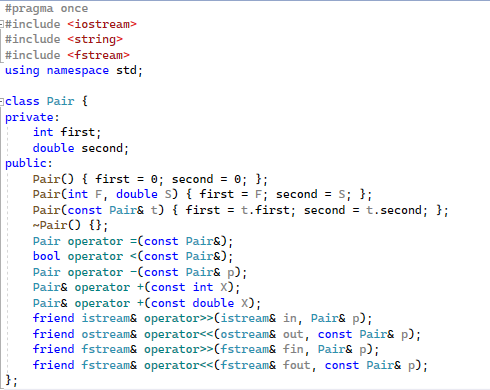 #pragma once
#include <iostream>
#include <string>
#include <fstream>
using namespace std;

class Pair {
private:
    int first;
    double second;
public:
    Pair() { first = 0; second = 0; };
    Pair(int F, double S) { first = F; second = S; };
    Pair(const Pair& t) { first = t.first; second = t.second; };
    ~Pair() {};
    Pair operator =(const Pair&);
    bool operator <(const Pair&);
    Pair operator -(const Pair& p);
    Pair& operator +(const int X);
    Pair& operator +(const double X);
    friend istream& operator>>(istream& in, Pair& p);
    friend ostream& operator<<(ostream& out, const Pair& p);
    friend fstream& operator>>(fstream& fin, Pair& p);
    friend fstream& operator<<(fstream& fout, const Pair& p);
};